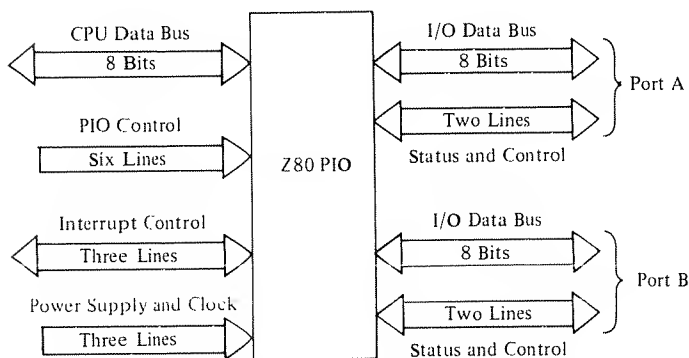 CPU Data Bus
8 Bits
PIO Control
Six Lines
Interrupt Control
Three Lines
Power Supply and Clock
Three Lines
Z80 PIO
I/O Data Bus
8 Bits
Two Lines
Status and Control
Port A
I/O Data Bus
8 Bits
Two Lines
Status and Control
Port B